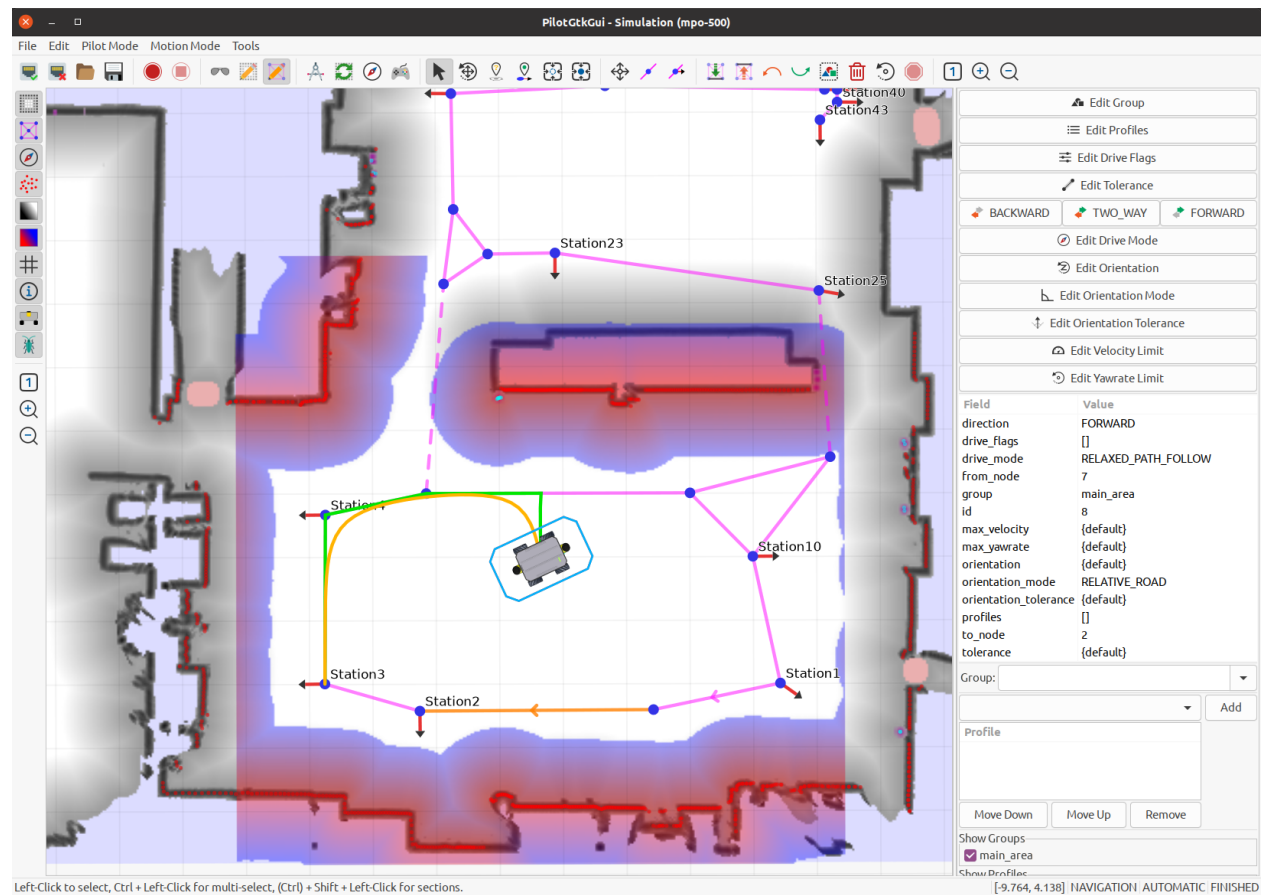 PilotGtkGui - Simulation (mpo-500)
File Edit Pilot Mode Motion Mode Tools
1
Station40
Station43
Station23
Station25
Station10
Station3
Station2
Station1
1
Edit Group
Edit Profiles
Edit Drive Flags
Edit Tolerance
BACKWARD TWO_WAY FORWARD
Edit Drive Mode
Edit Orientation
Edit Orientation Mode
Edit Orientation Tolerance
Edit Velocity Limit
Edit Yawrate Limit
Field Value
direction FORWARD
drive_flags []
drive_mode RELAXED_PATH_FOLLOW
from_node 7
group main_area
id 8
max_velocity {default}
max_yawrate {default}
orientation {default}
orientation_mode RELATIVE_ROAD
orientation_tolerance {default}
profiles []
to_node 2
tolerance {default}
Group:
Add
Profile
Move Down Move Up Remove
Show Groups
main_area
Show Profiles
Left-Click to select, Ctrl + Left-Click for multi-select, (Ctrl) + Shift + Left-Click for sections.
[-9.764, 4.138] NAVIGATION AUTOMATIC FINISHED